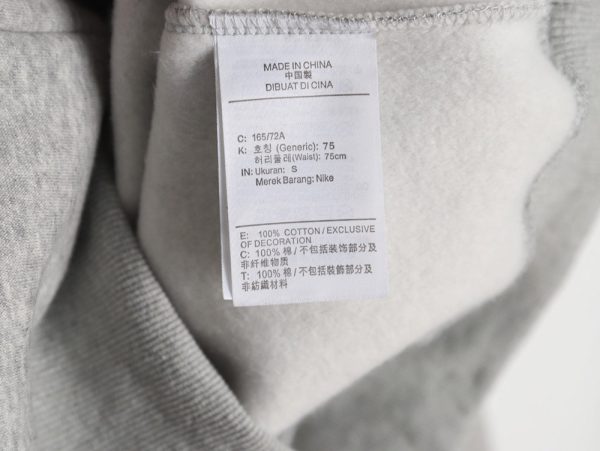 MADE IN CHINA
中国製
DIBUAT DI CINA
C: 165/72A
K: 호칭 (Generic): 75
허리둘레(Waist): 75cm
IN: Ukuran: S
Merek Barang: Nike
E: 100% COTTON / EXCLUSIVE
OF DECORATION
C: 100% 棉 / 不包括装饰部分及
非纤维物质
T: 100% 棉 / 不包括裝飾部分及
非紡織材料